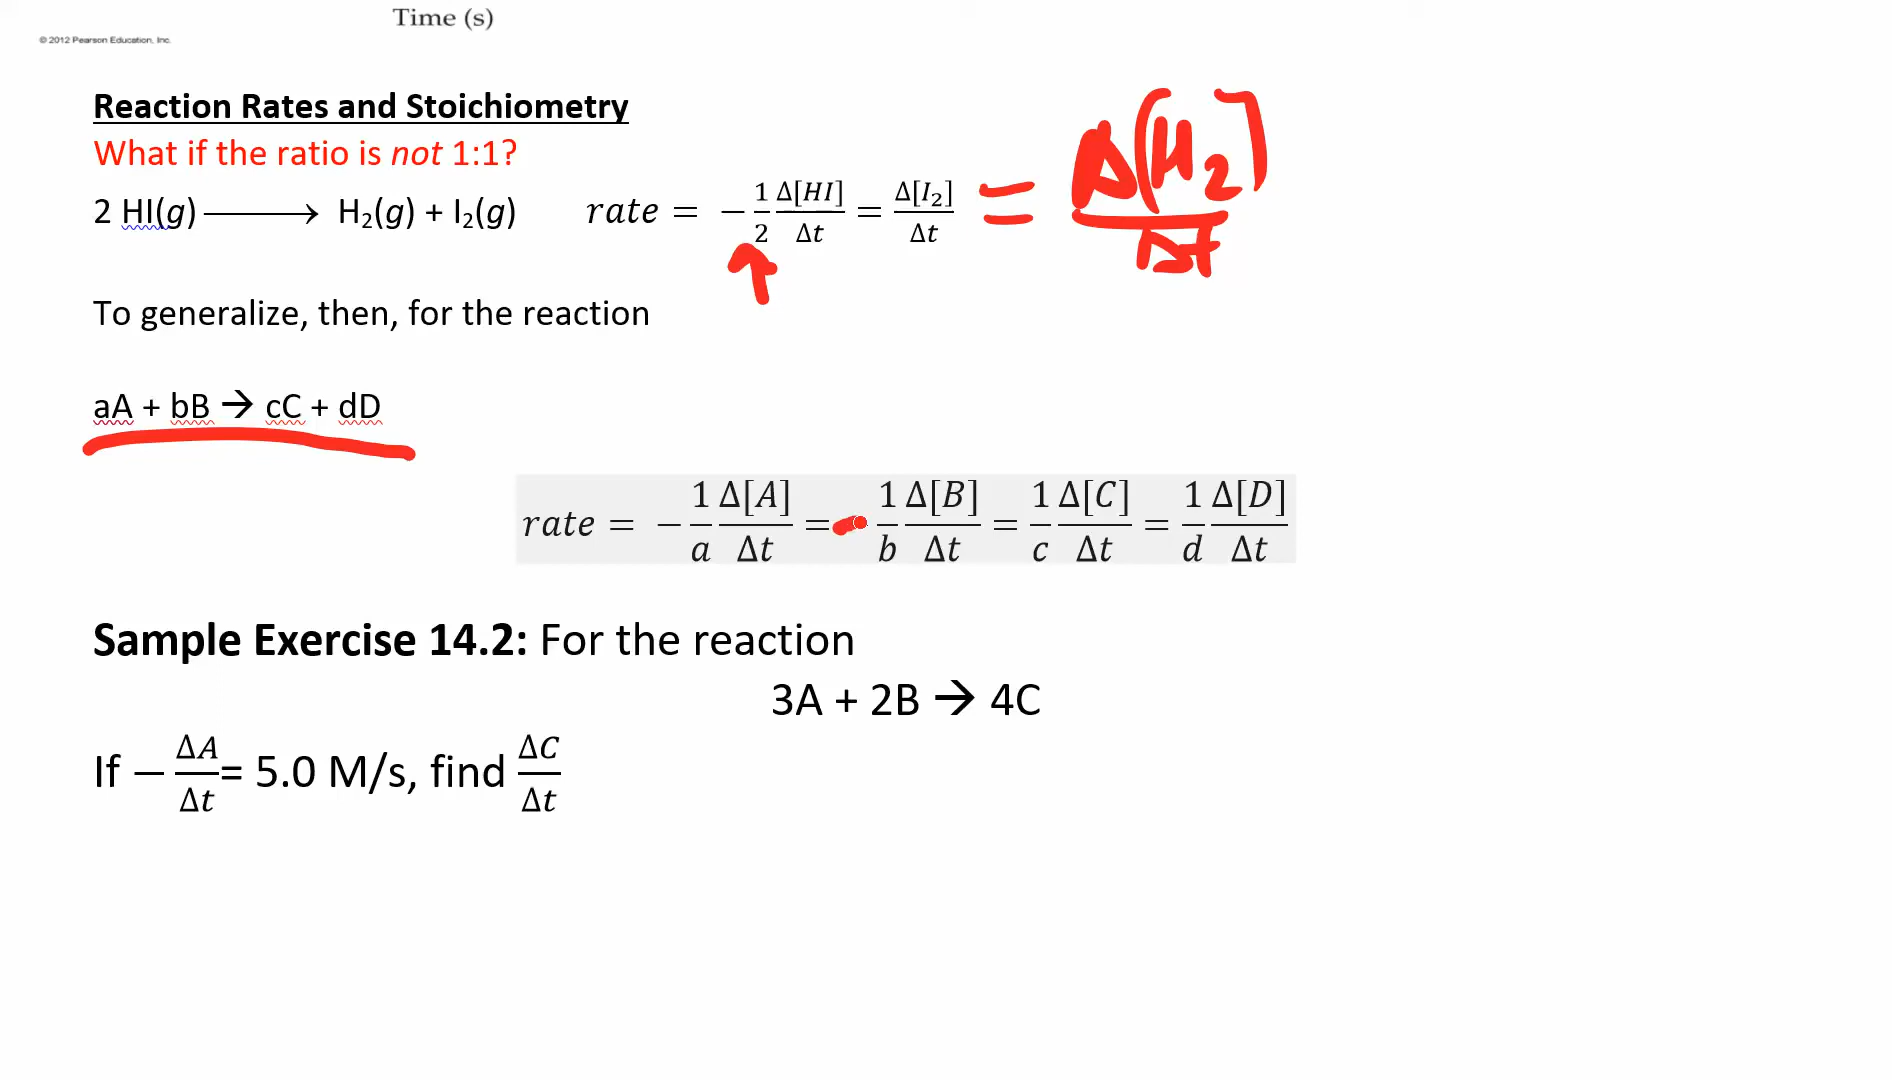 Time (s)
© 2012 Pearson Education, Inc.
Reaction Rates and Stoichiometry
What if the ratio is not 1:1?
2 HI(g) ⟶ H₂(g) + I₂(g) rate = − 1/2 Δ[HI]/Δt = Δ[I₂]/Δt = Δ[H₂]/Δt
To generalize, then, for the reaction
aA + bB → cC + dD
rate = − 1/a Δ[A]/Δt = − 1/b Δ[B]/Δt = 1/c Δ[C]/Δt = 1/d Δ[D]/Δt
Sample Exercise 14.2: For the reaction
3A + 2B → 4C
If − ΔA/Δt = 5.0 M/s, find ΔC/Δt